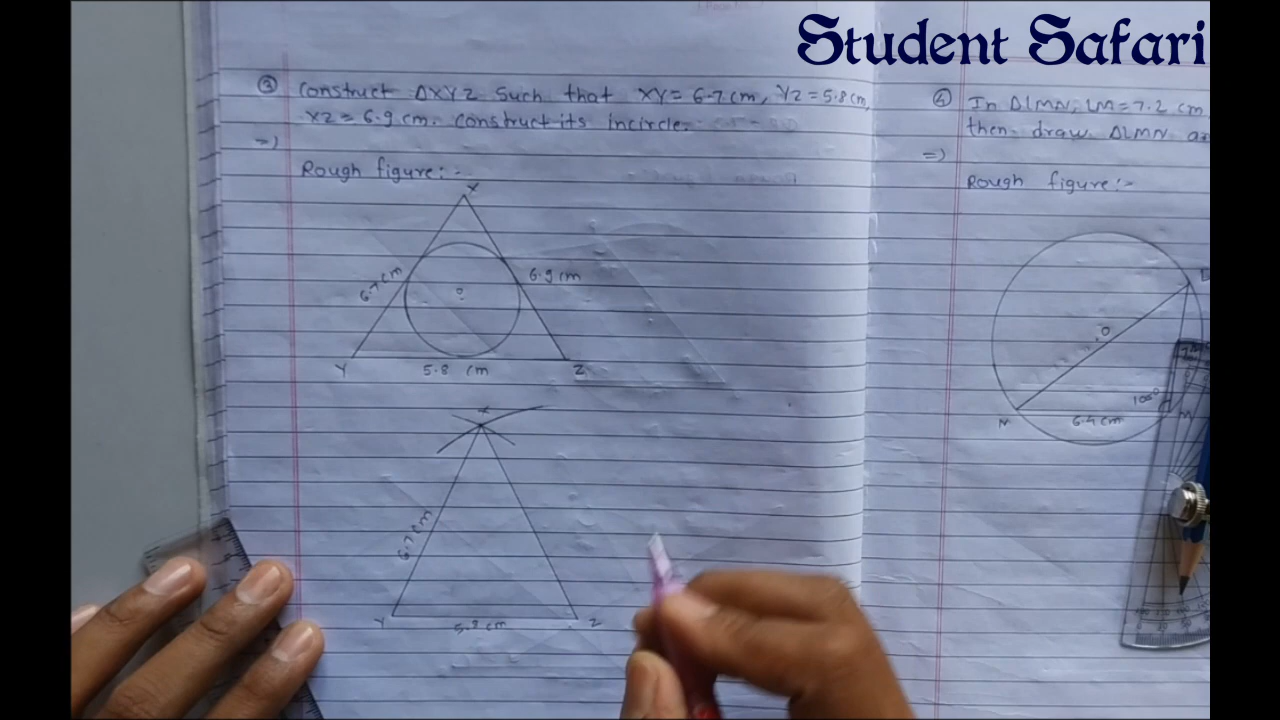 Student Safari
③ Construct ΔXYZ Such that XY = 6.7 cm, YZ = 5.8 cm,
XZ = 6.9 cm. construct its incircle.
=)
Rough figure:-
X
6.7 cm
6.9 cm
O
Y
5.8 cm
Z
X
6.7 cm
Y
5.8 cm
Z
④ In ΔLMN, LM = 7.2 cm
then draw ΔLMN
=)
Rough figure:-
L
O
100°
N
6.4 cm
M